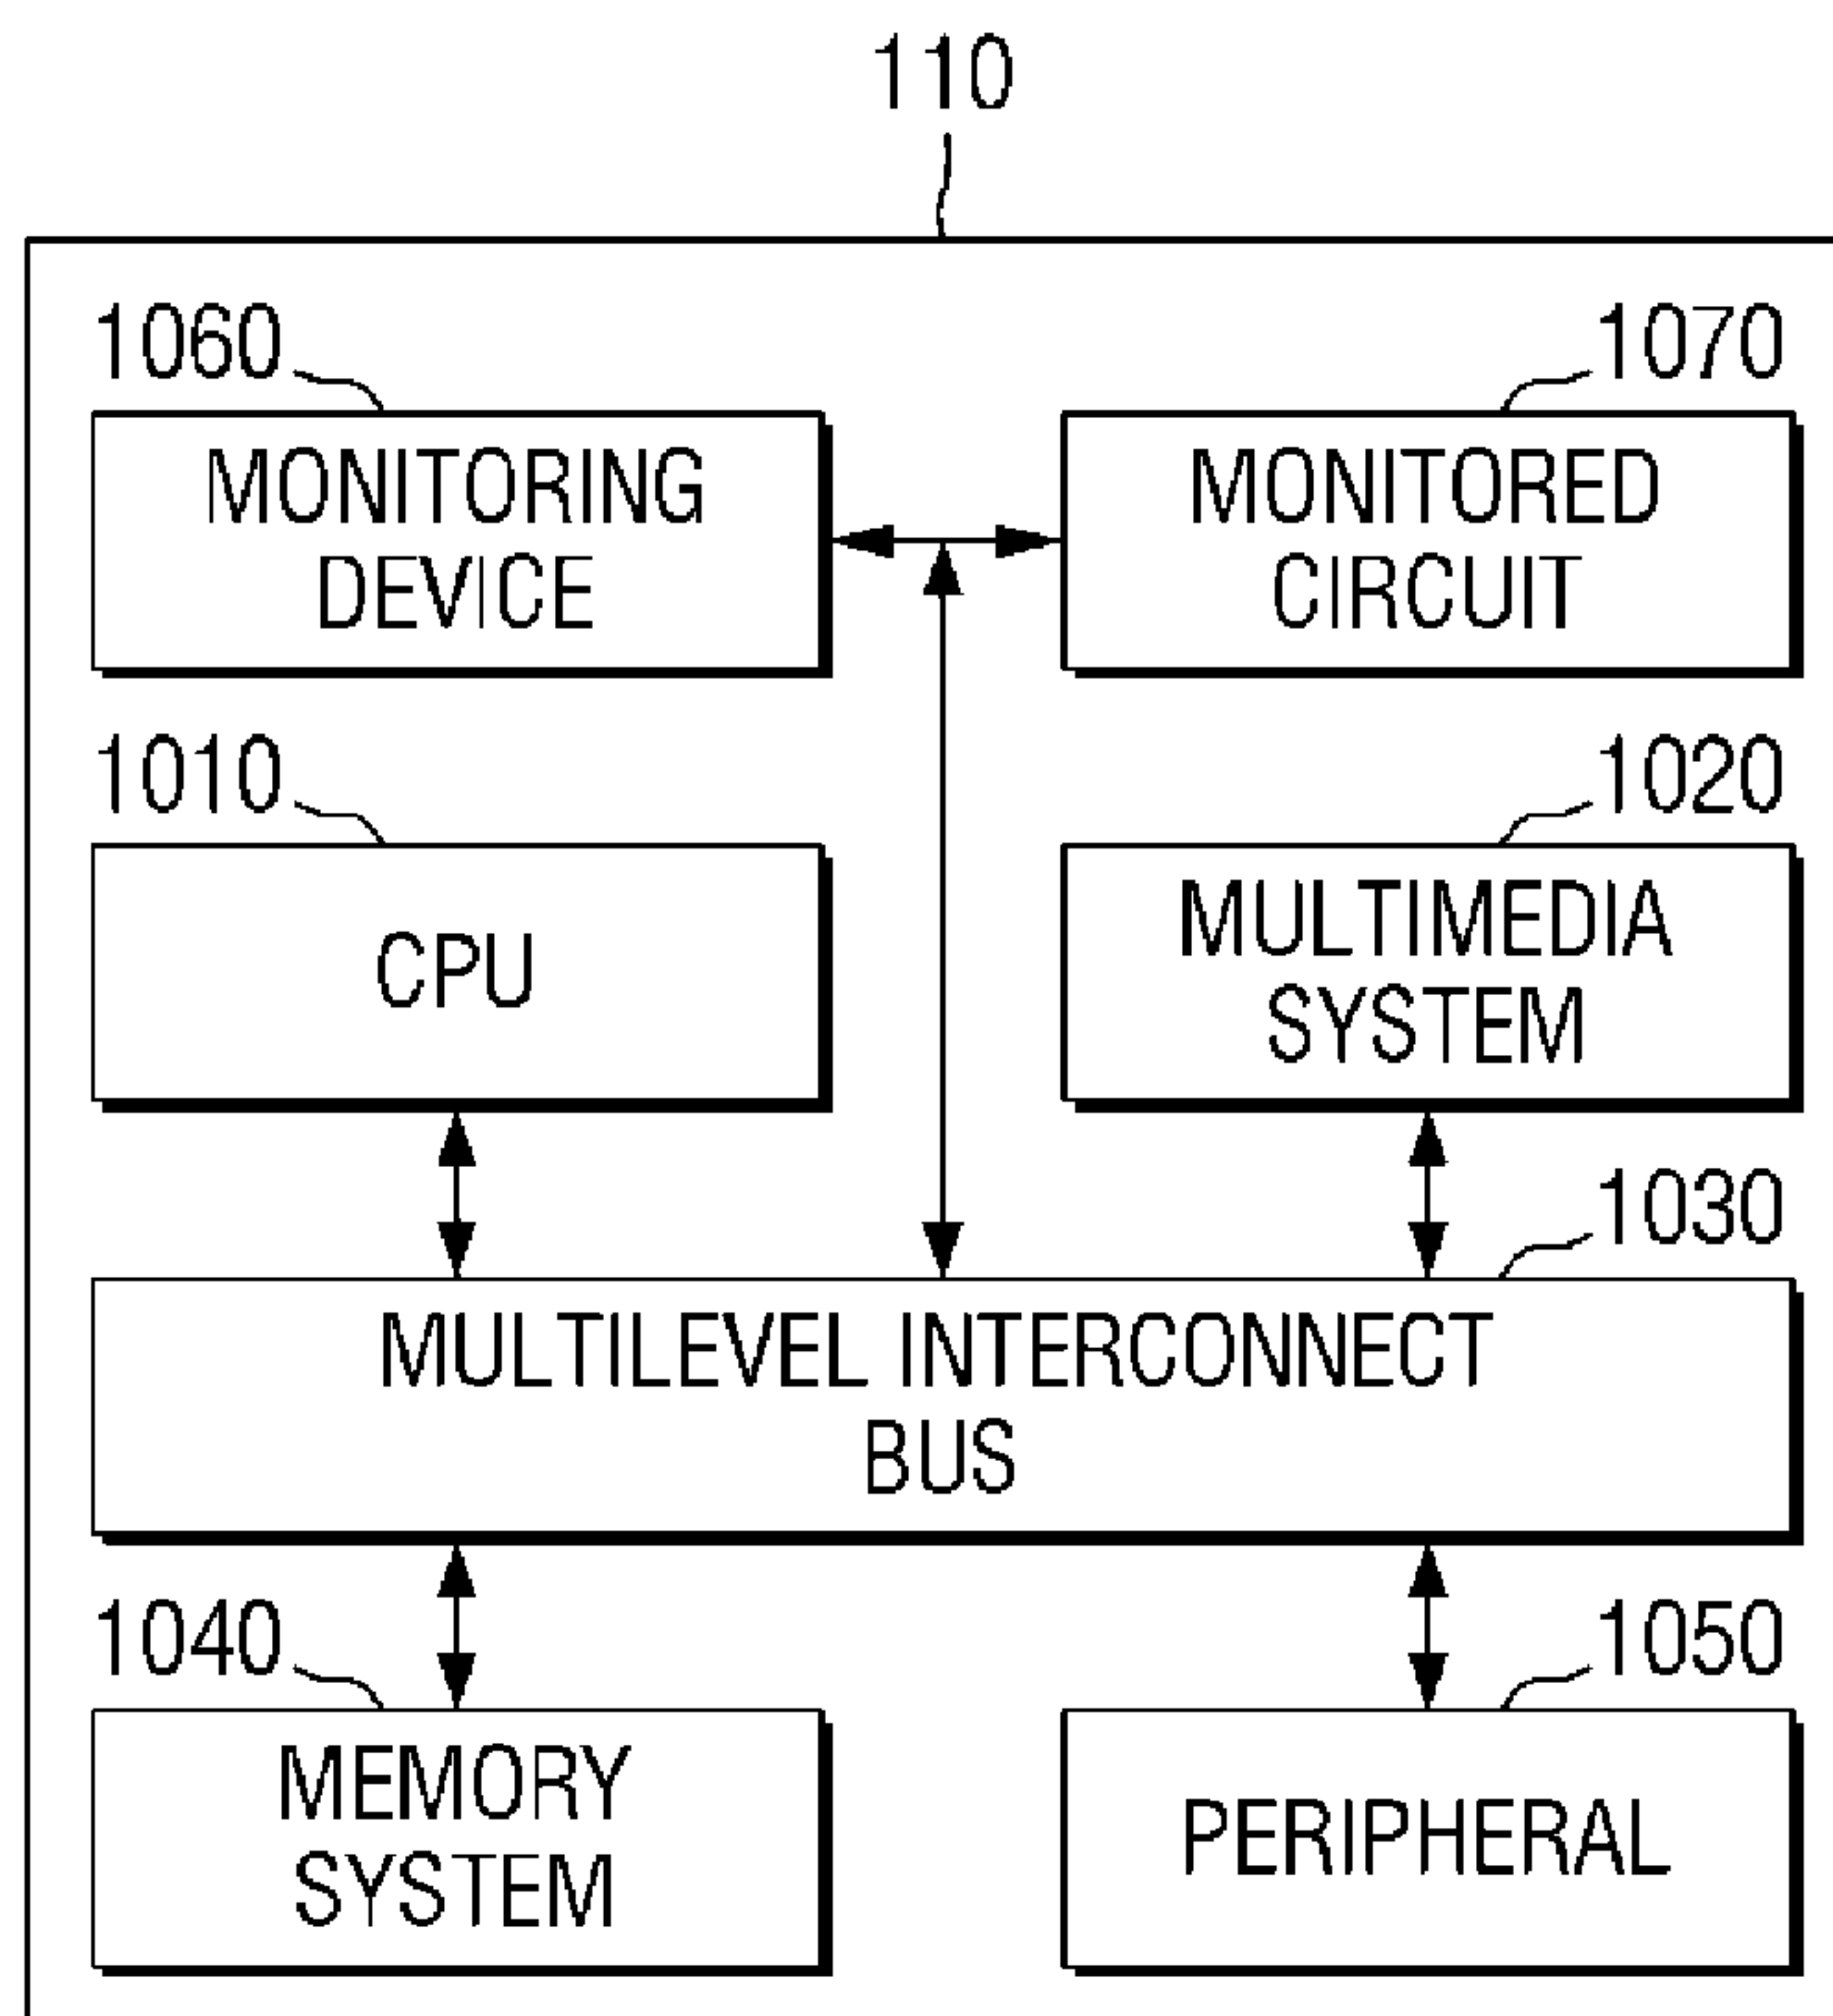 110
1060
1070
MONITORING
DEVICE
MONITORED
CIRCUIT
1010
1020
CPU
MULTIMEDIA
SYSTEM
1030
MULTILEVEL INTERCONNECT
BUS
1040
1050
MEMORY
SYSTEM
PERIPHERAL